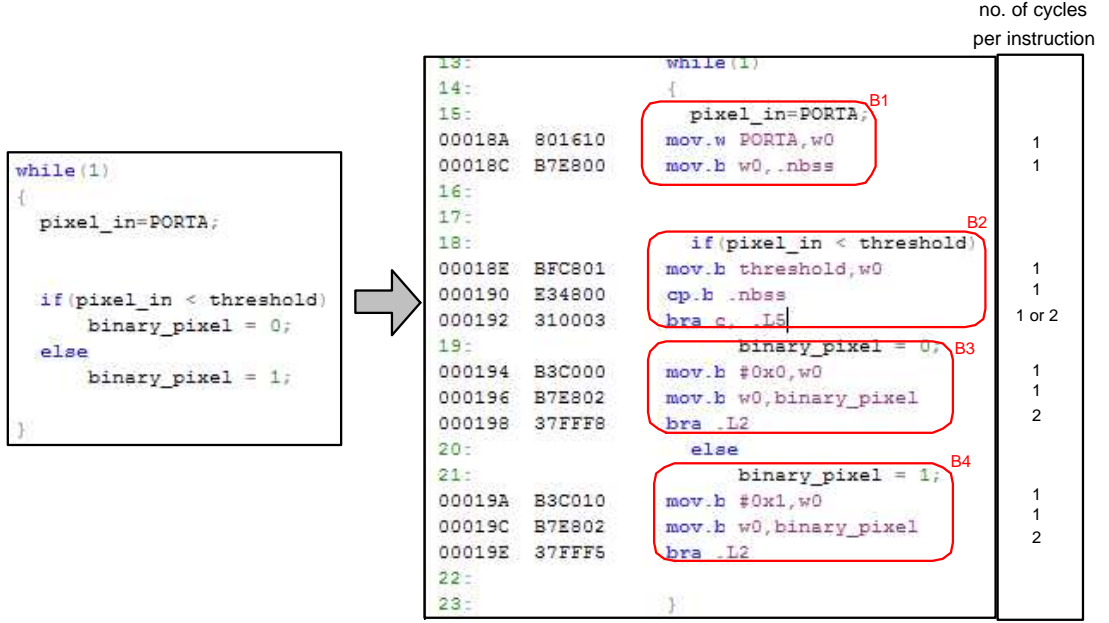 no. of cycles
per instruction
while(1)
{
pixel_in=PORTA;
if(pixel_in < threshold)
binary_pixel = 0;
else
binary_pixel = 1;
}
13: while(1)
14: {
B1
15: pixel_in=PORTA;
00018A 801610 mov.w PORTA,w0 1
00018C B7E800 mov.b w0,.nbss 1
16:
17:
B2
18: if(pixel_in < threshold)
00018E BFC801 mov.b threshold,w0 1
000190 E34800 cp.b .nbss 1
000192 310003 bra c, .L5 1 or 2
19: binary_pixel = 0; B3
000194 B3C000 mov.b #0x0,w0 1
000196 B7E802 mov.b w0,binary_pixel 1
000198 37FFF8 bra .L2 2
20: else
B4
21: binary_pixel = 1;
00019A B3C010 mov.b #0x1,w0 1
00019C B7E802 mov.b w0,binary_pixel 1
00019E 37FFF5 bra .L2 2
22:
23: }